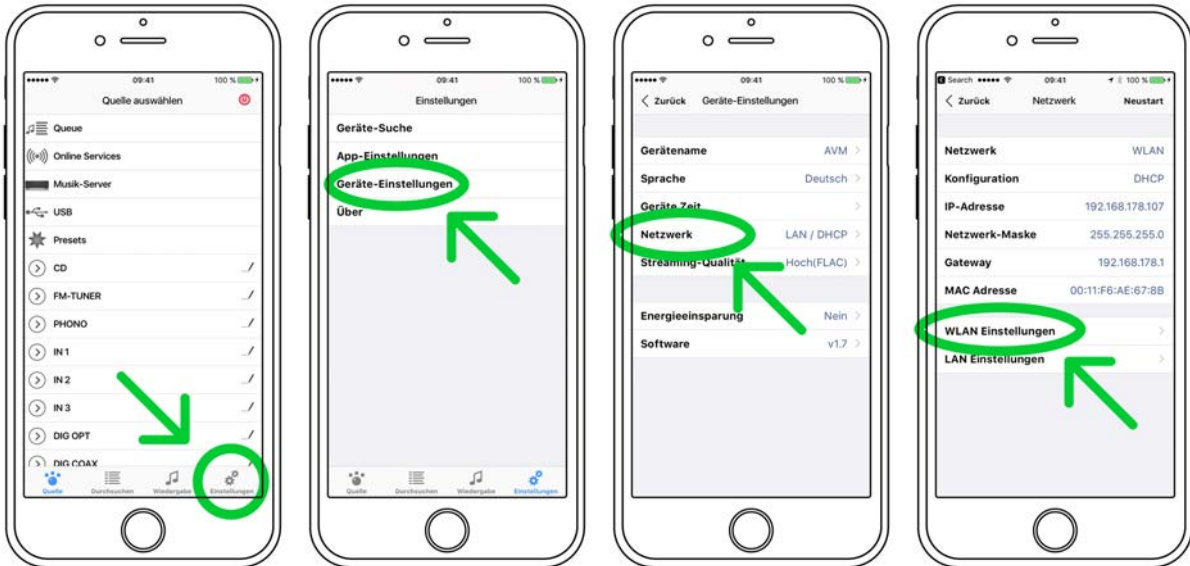 09:41 100 %
Quelle auswählen
Queue
Online Services
Musik-Server
USB
Presets
CD
FM-TUNER
PHONO
IN 1
IN 2
IN 3
DIG OPT
DIG COAX
Quelle Durchsuchen Wiedergabe Einstellungen
09:41 100 %
Einstellungen
Geräte-Suche
App-Einstellungen
Geräte-Einstellungen
Über
Quelle Durchsuchen Wiedergabe Einstellungen
09:41 100 %
Zurück Geräte-Einstellungen
Gerätename AVM
Sprache Deutsch
Geräte Zeit
Netzwerk LAN / DHCP
Streaming-Qualität Hoch(FLAC)
Energieeinsparung Nein
Software v1.7
Search 09:41 100 %
Zurück Netzwerk Neustart
Netzwerk WLAN
Konfiguration DHCP
IP-Adresse 192.168.178.107
Netzwerk-Maske 255.255.255.0
Gateway 192.168.178.1
MAC Adresse 00:11:F6:AE:67:8B
WLAN Einstellungen
LAN Einstellungen